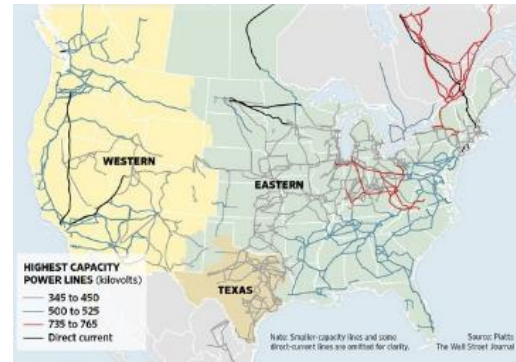 WESTERN
EASTERN
TEXAS
HIGHEST CAPACITY
POWER LINES (kilovolts)
345 to 450
500 to 525
735 to 765
Direct current
Note: Smaller-capacity lines and some
direct-current lines are omitted for clarity.
Source: Platts
The Wall Street Journal